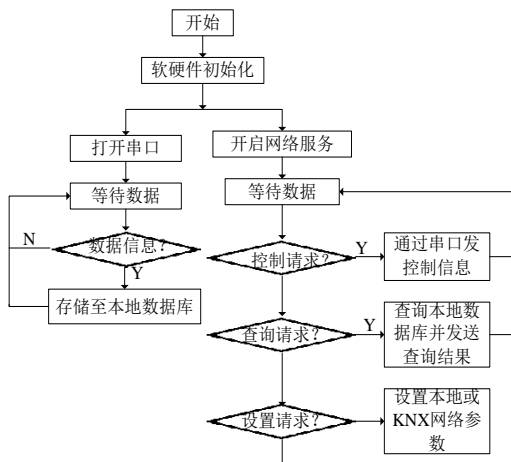 开始
软硬件初始化
打开串口
开启网络服务
等待数据
等待数据
N
数据信息?
Y
控制请求?
Y
通过串口发
控制信息
存储至本地数据库
查询请求?
Y
查询本地数
据库并发送
查询结果
设置请求?
设置本地或
KNX网络参
数